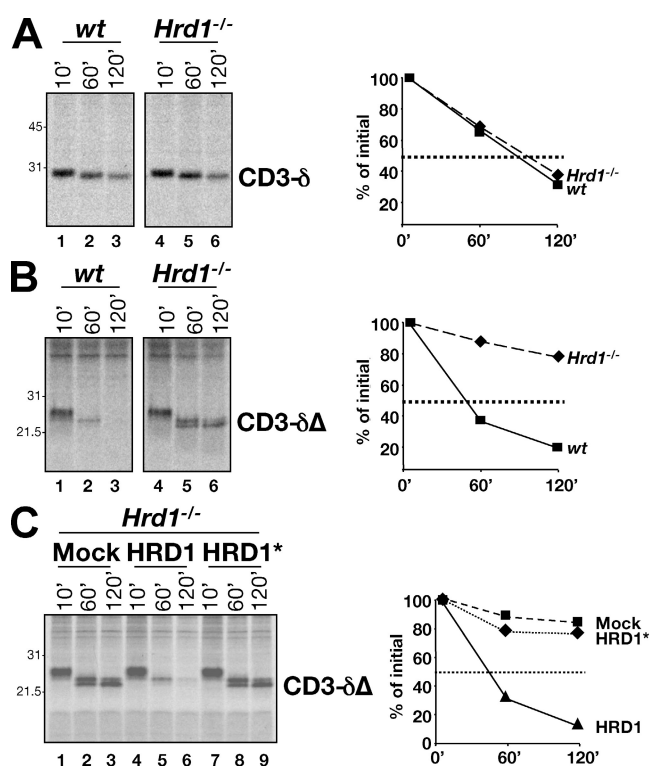 A
wt Hrd1-/-
10' 60' 120' 10' 60' 120'
45-
31-
CD3-δ
1 2 3 4 5 6
% of initial
100
80
60
40
20
Hrd1-/-
wt
0' 60' 120'
B
wt Hrd1-/-
10' 60' 120' 10' 60' 120'
31-
21.5-
CD3-δΔ
1 2 3 4 5 6
% of initial
100
80
60
40
20
Hrd1-/-
wt
0' 60' 120'
C
Hrd1-/-
Mock HRD1 HRD1*
10' 60' 120' 10' 60' 120' 10' 60' 120'
31-
21.5-
CD3-δΔ
1 2 3 4 5 6 7 8 9
% of initial
100
80
60
40
20
0
Mock
HRD1*
HRD1
0' 60' 120'